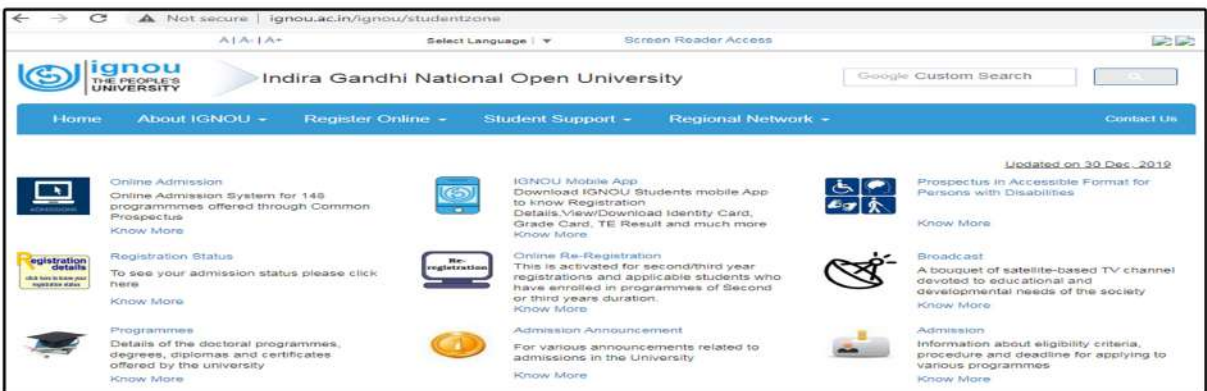 Not secure | ignou.ac.in/ignou/studentzone
A | A- | A+ Select Language ▼ Screen Reader Access
ignou
THE PEOPLE'S
UNIVERSITY
Indira Gandhi National Open University
Google Custom Search
Home About IGNOU Register Online Student Support Regional Network Contact Us
Updated on 30 Dec, 2019
ADMISSIONS
Online Admission
Online Admission System for 148
programmmes offered through Common
Prospectus
Know More
IGNOU Mobile App
Download IGNOU Students mobile App
to know Registration
Details,View/Download Identity Card,
Grade Card, TE Result and much more
Know More
Prospectus in Accessible Format for
Persons with Disabilities
Know More
Registration
details
click here to know your
registration status
Registration Status
To see your admission status please click
here
Know More
Re-
registration
Online Re-Registration
This is activated for second/third year
registrations and applicable students who
have enrolled in programmes of Second
or third years duration.
Know More
Broadcast
A bouquet of satellite-based TV channel
devoted to educational and
developmental needs of the society
Know More
Programmes
Details of the doctoral programmes,
degrees, diplomas and certificates
offered by the university
Know More
Admission Announcement
For various announcements related to
admissions in the University
Know More
Admission
Information about eligibility criteria,
procedure and deadline for applying to
various programmes
Know More